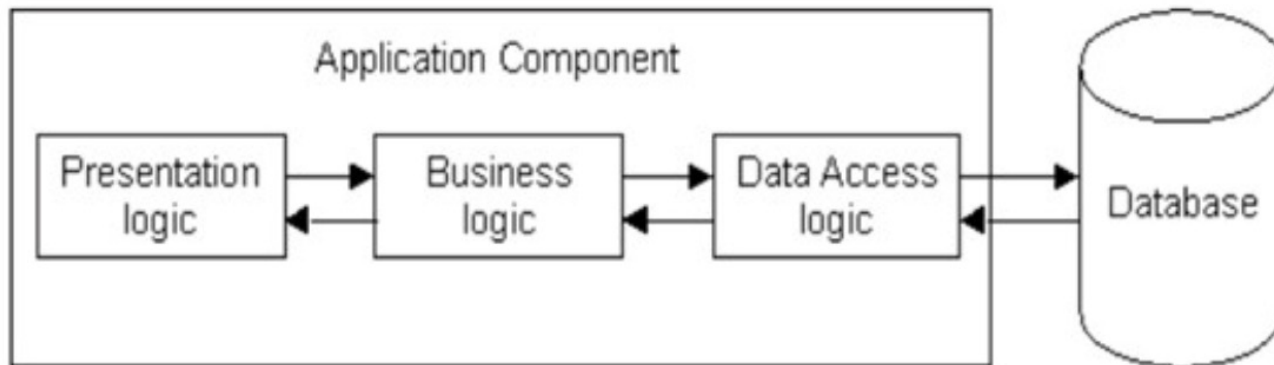 Application Component
Presentation
logic
Business
logic
Data Access
logic
Database